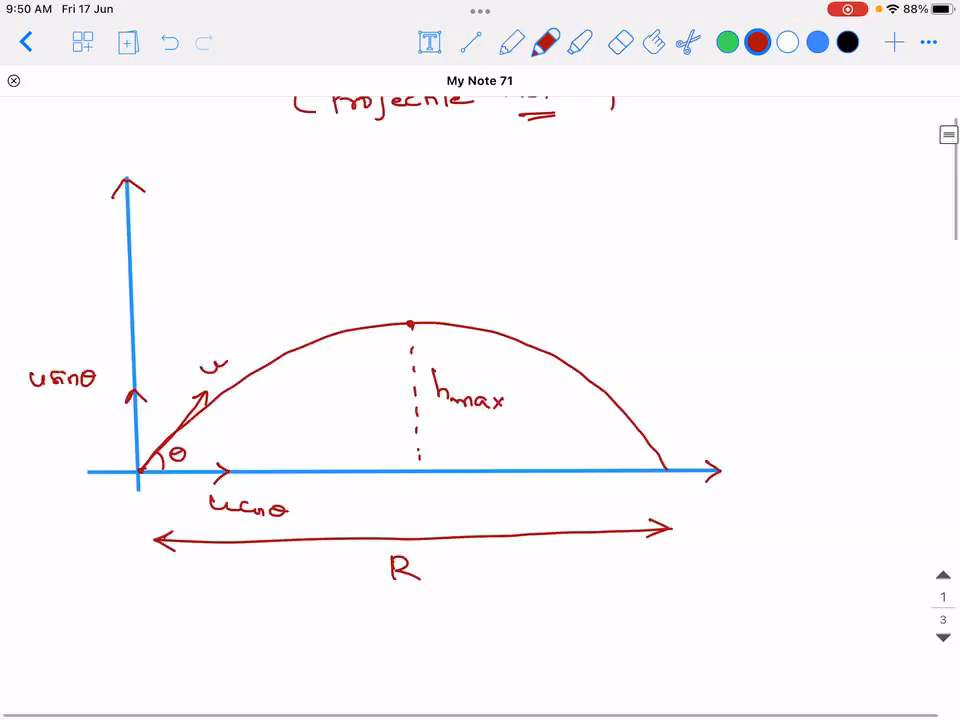 9:50 AM Fri 17 Jun
88%
T
My Note 71
(Projectile
u
usinθ
hmax
θ
ucosθ
R
1
3